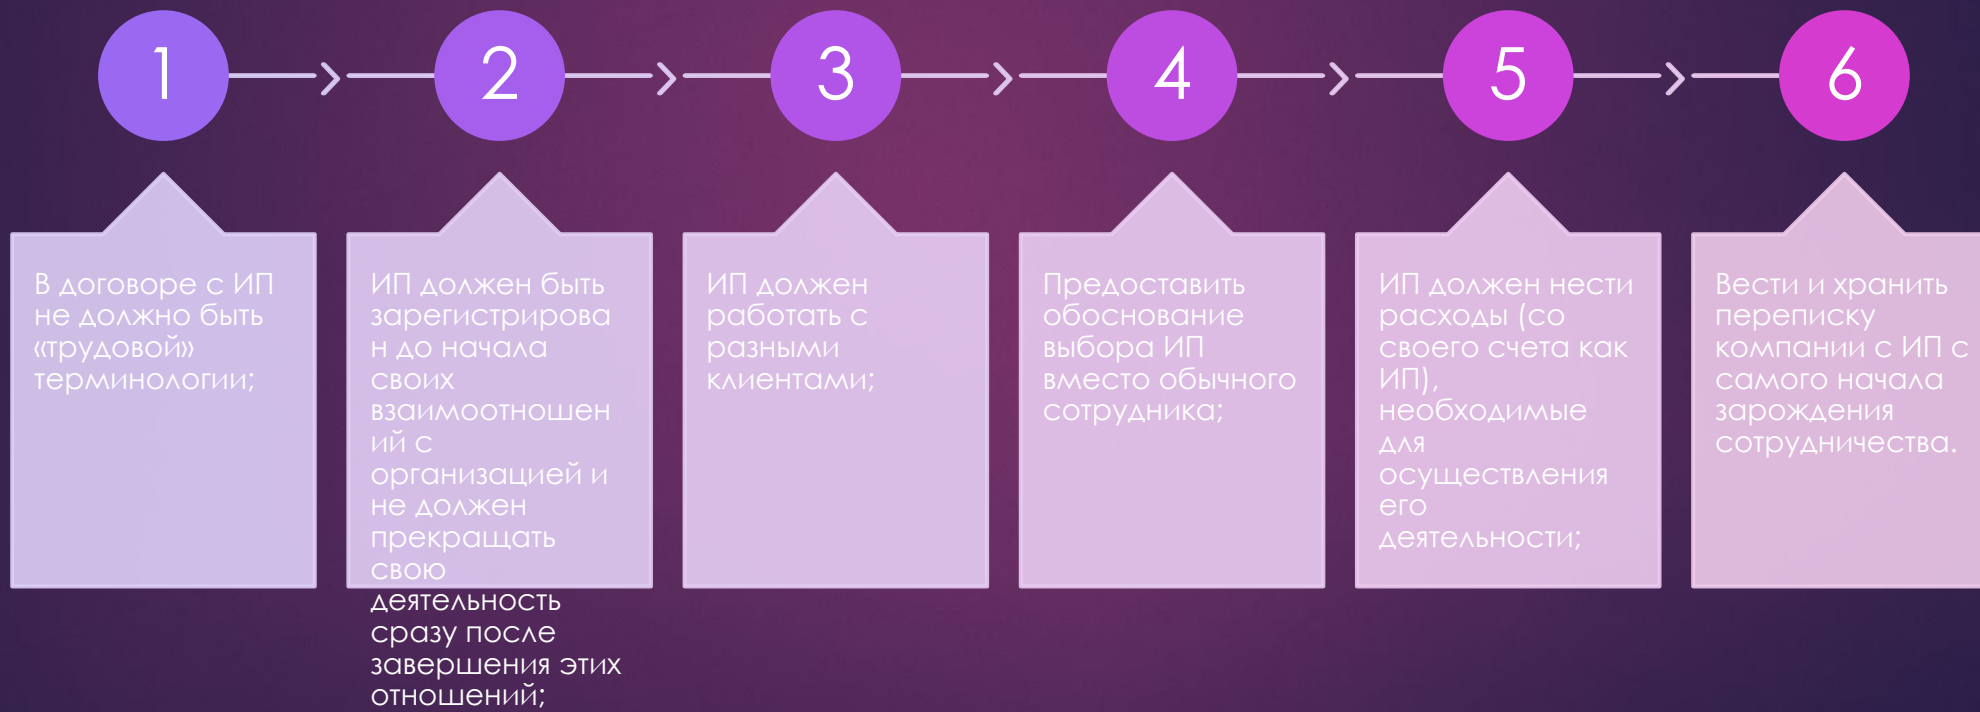 1
2
3
4
5
6
В договоре с ИП
не должно быть
«трудовой»
терминологии;
ИП должен быть
зарегистрирова
н до начала
своих
взаимоотношен
ий с
организацией и
не должен
прекращать
свою
деятельность
сразу после
завершения этих
отношений;
ИП должен
работать с
разными
клиентами;
Предоставить
обоснование
выбора ИП
вместо обычного
сотрудника;
ИП должен нести
расходы (со
своего счета как
ИП),
необходимые
для
осуществления
его
деятельности;
Вести и хранить
переписку
компании с ИП с
самого начала
зарождения
сотрудничества.